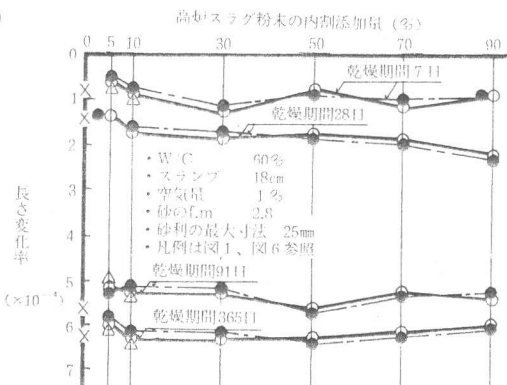 高炉スラグ粉末の内割添加量 (%)
0 5 10 30 50 70 90
0
1
2
3
4
5
6
7
長さ変化率
(×10⁻⁴)
乾燥期間7日
乾燥期間28日
・W/C 60%
・スランプ 18cm
・空気量 1%
・砂のf.m 2.8
・砂利の最大寸法 25mm
・凡例は図1、図6参照
乾燥期間91日
乾燥期間365日